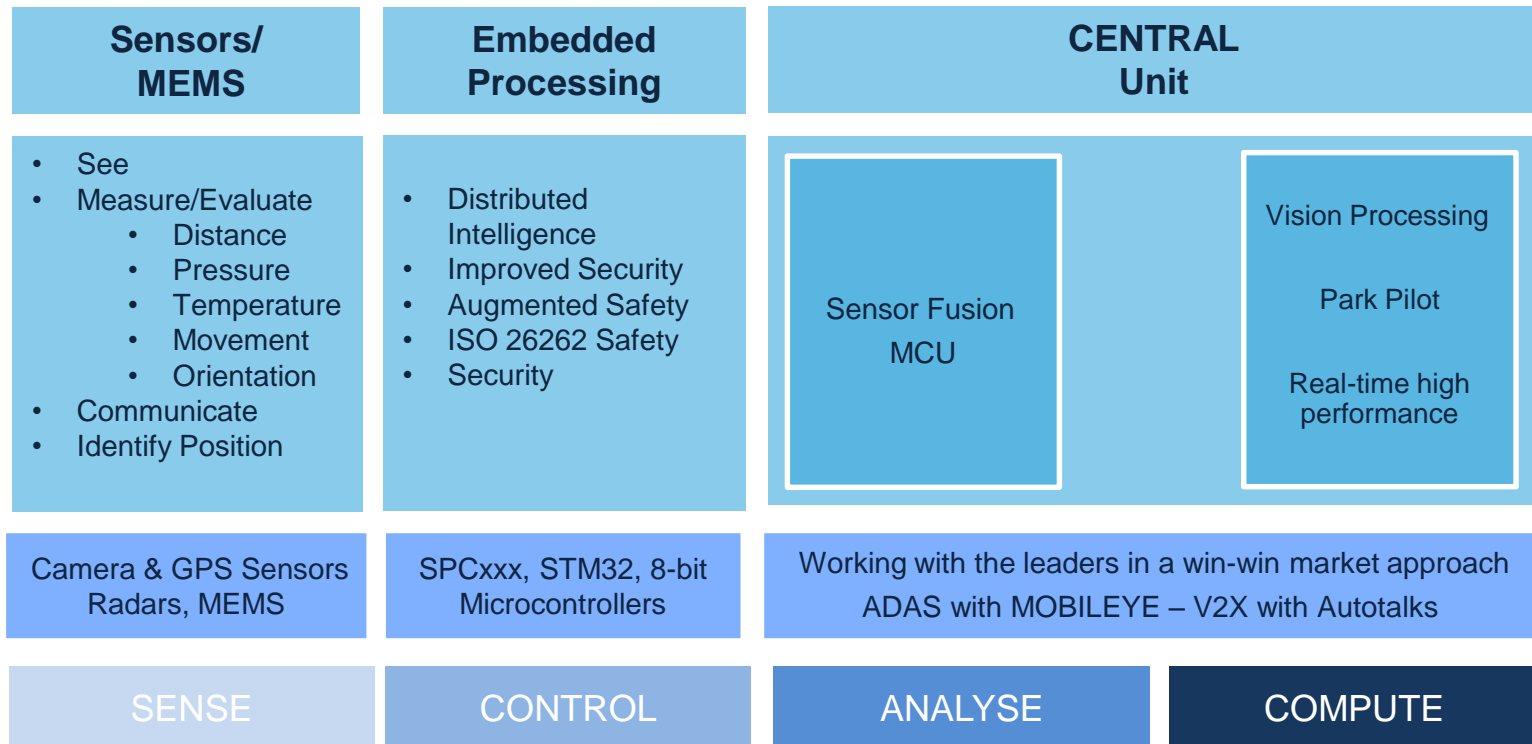 Sensors/
MEMS
Embedded
Processing
CENTRAL
Unit
• See
• Measure/Evaluate
• Distance
• Pressure
• Temperature
• Movement
• Orientation
• Communicate
• Identify Position
• Distributed
Intelligence
• Improved Security
• Augmented Safety
• ISO 26262 Safety
• Security
Sensor Fusion
MCU
Vision Processing
Park Pilot
Real-time high
performance
Camera & GPS Sensors
Radars, MEMS
SPCxxx, STM32, 8-bit
Microcontrollers
Working with the leaders in a win-win market approach
ADAS with MOBILEYE – V2X with Autotalks
SENSE
CONTROL
ANALYSE
COMPUTE